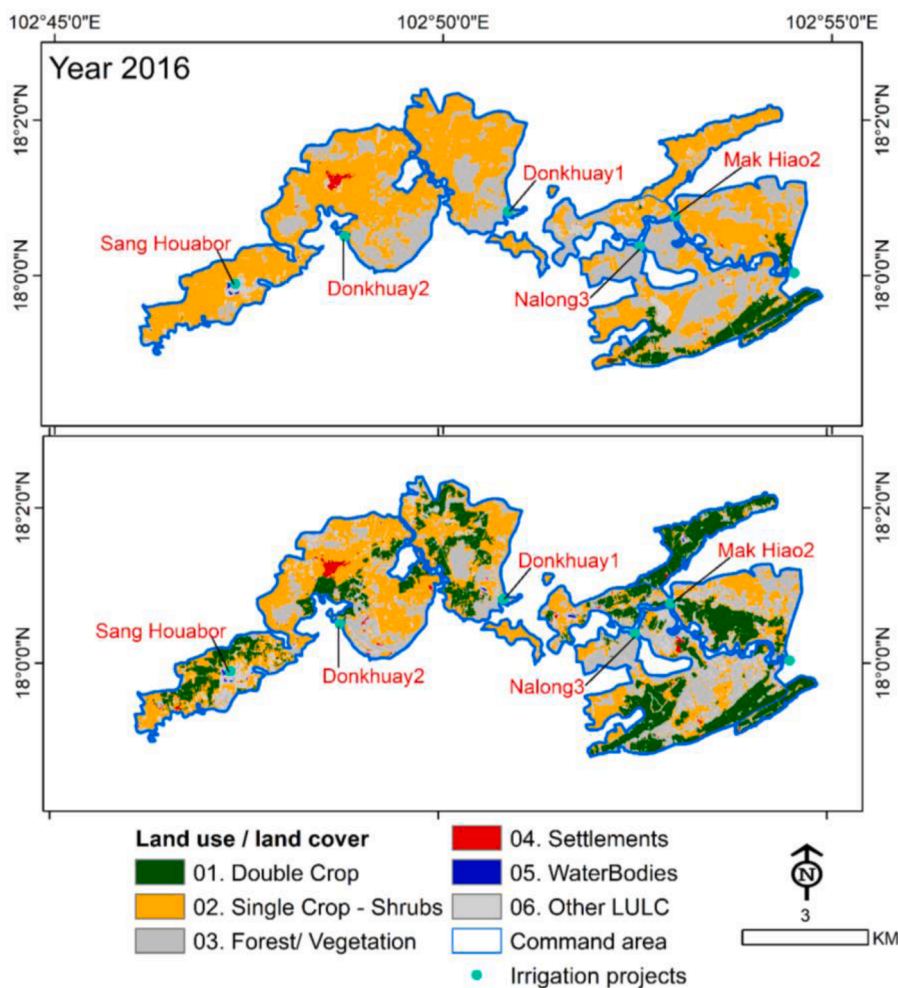 102°45'0"E 102°50'0"E 102°55'0"E
Year 2016
18°2'0"N 18°2'0"N
Donkhuay1 Mak Hiao2
Sang Houabor
18°0'0"N 18°0'0"N
Donkhuay2 Nalong3
18°2'0"N 18°2'0"N
Donkhuay1 Mak Hiao2
Sang Houabor
18°0'0"N 18°0'0"N
Donkhuay2 Nalong3
Land use / land cover
01. Double Crop
02. Single Crop - Shrubs
03. Forest/ Vegetation
04. Settlements
05. WaterBodies
06. Other LULC
Command area
Irrigation projects
N
3
KM